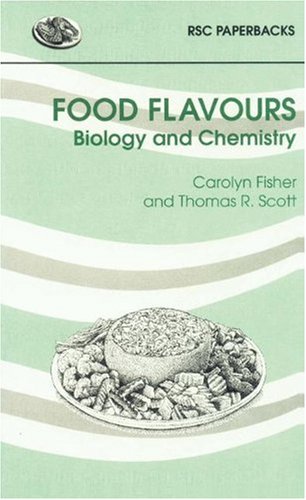 RSC PAPERBACKS
FOOD FLAVOURS
Biology and Chemistry
Carolyn Fisher
and Thomas R. Scott